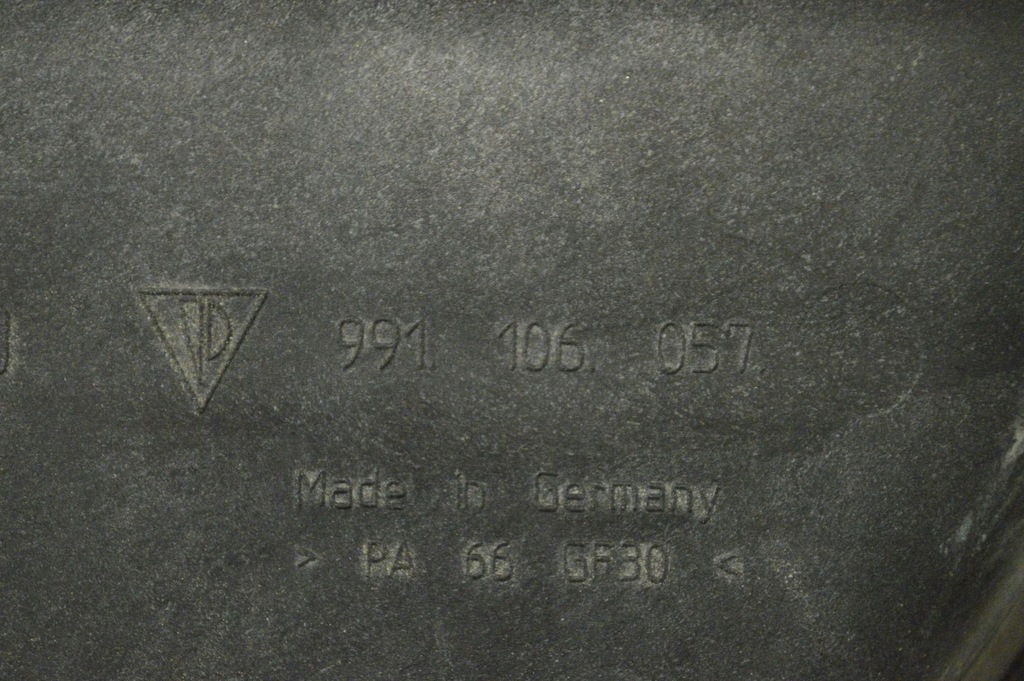 991. 106. 057.
Made in Germany
> PA 66 GF30 <